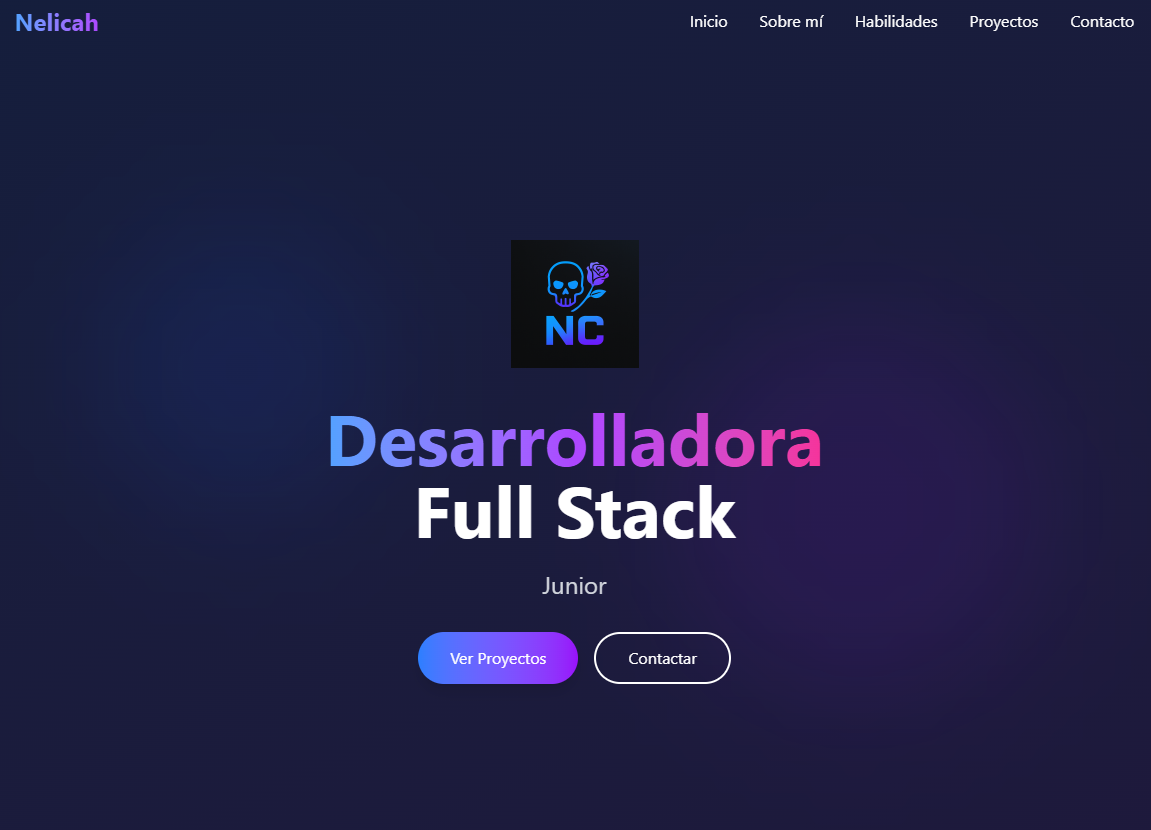 Nelicah
Inicio Sobre mí Habilidades Proyectos Contacto
NC
Desarrolladora
Full Stack
Junior
Ver Proyectos Contactar